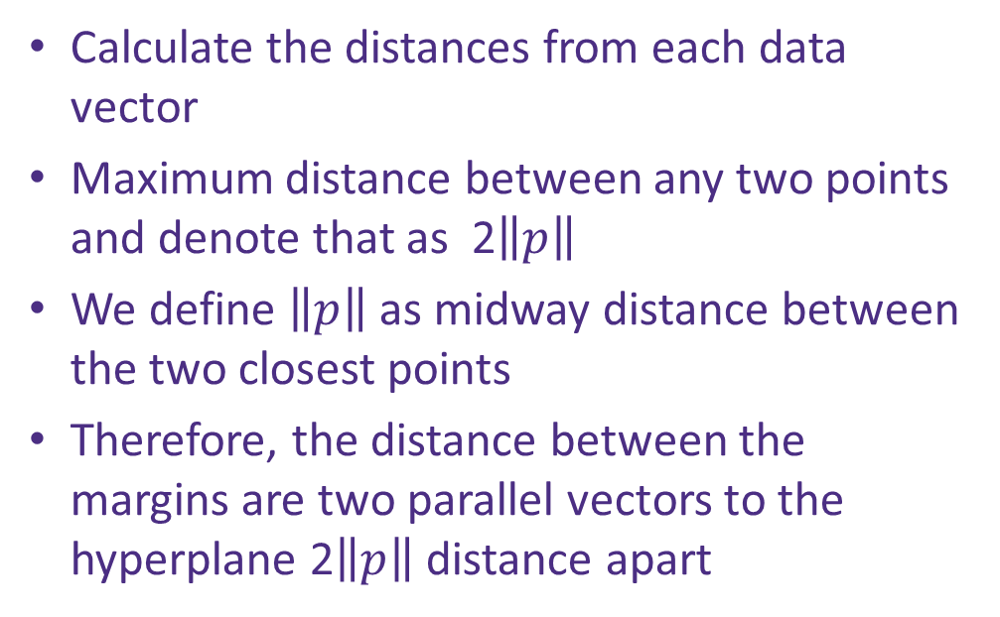 • Calculate the distances from each data
vector
• Maximum distance between any two points
and denote that as 2‖𝑝‖
• We define ‖𝑝‖ as midway distance between
the two closest points
• Therefore, the distance between the
margins are two parallel vectors to the
hyperplane 2‖𝑝‖ distance apart